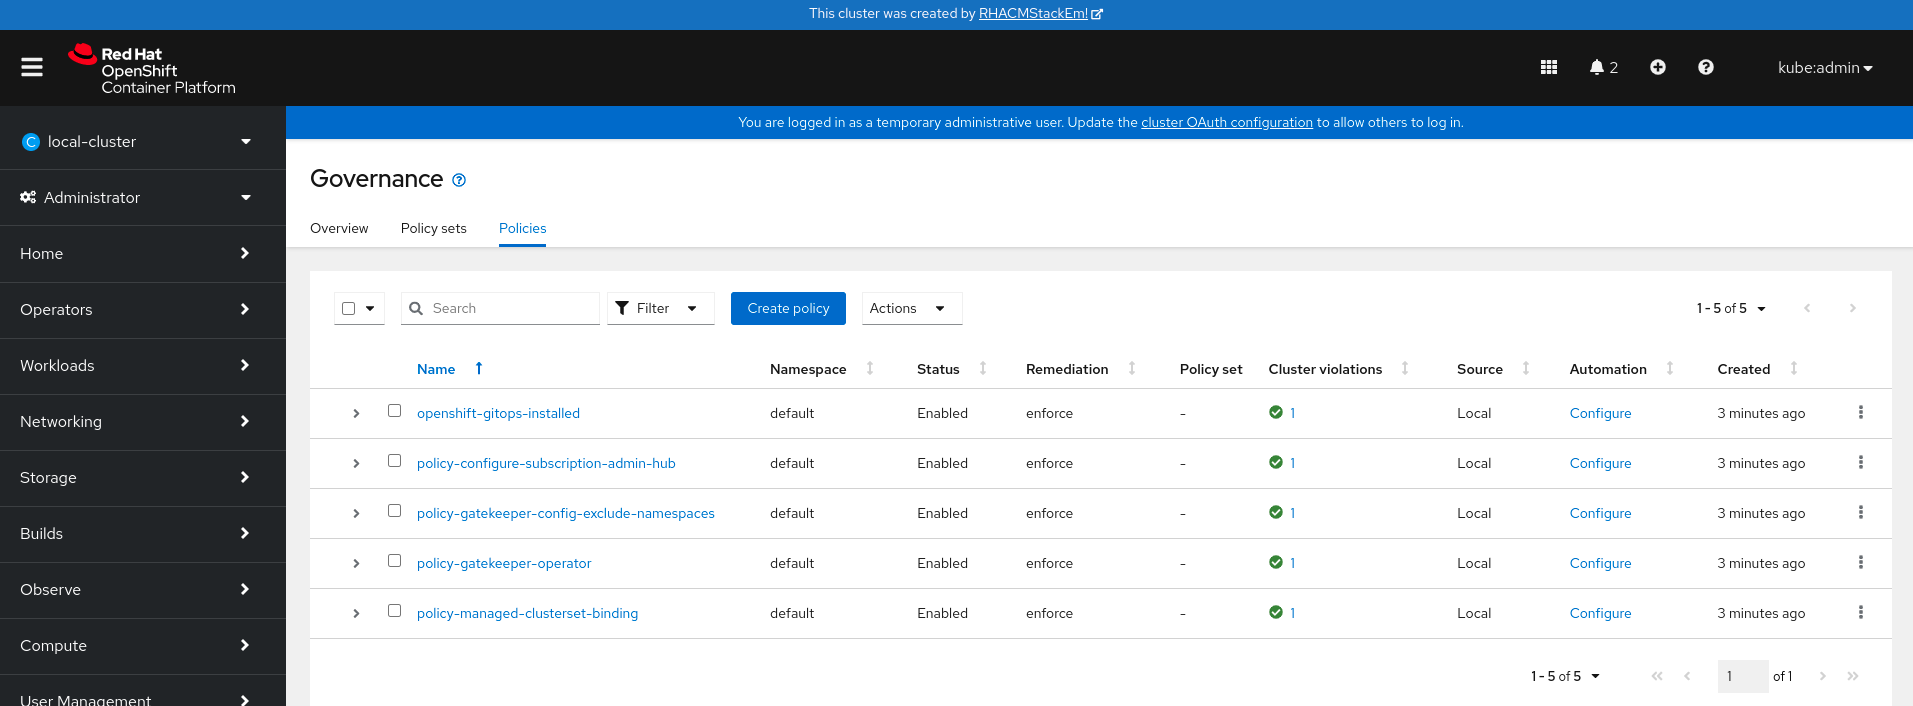 This cluster was created by RHACMStackEm!
Red Hat
OpenShift
Container Platform
2
kube:admin
C local-cluster
Administrator
Home
Operators
Workloads
Networking
Storage
Builds
Observe
Compute
User Management
You are logged in as a temporary administrative user. Update the cluster OAuth configuration to allow others to log in.
Governance
Overview Policy sets Policies
Search Filter Create policy Actions 1 - 5 of 5
Name Namespace Status Remediation Policy set Cluster violations Source Automation Created
openshift-gitops-installed default Enabled enforce - 1 Local Configure 3 minutes ago
policy-configure-subscription-admin-hub default Enabled enforce - 1 Local Configure 3 minutes ago
policy-gatekeeper-config-exclude-namespaces default Enabled enforce - 1 Local Configure 3 minutes ago
policy-gatekeeper-operator default Enabled enforce - 1 Local Configure 3 minutes ago
policy-managed-clusterset-binding default Enabled enforce - 1 Local Configure 3 minutes ago
1 - 5 of 5 1 of 1